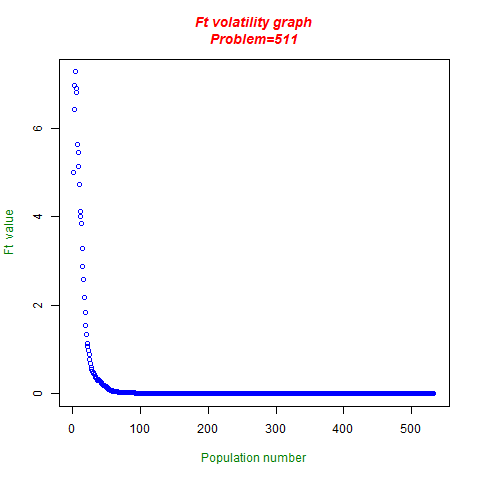 Ft volatility graph
Problem=511
Ft value
0
2
4
6
0
100
200
300
400
500
Population number